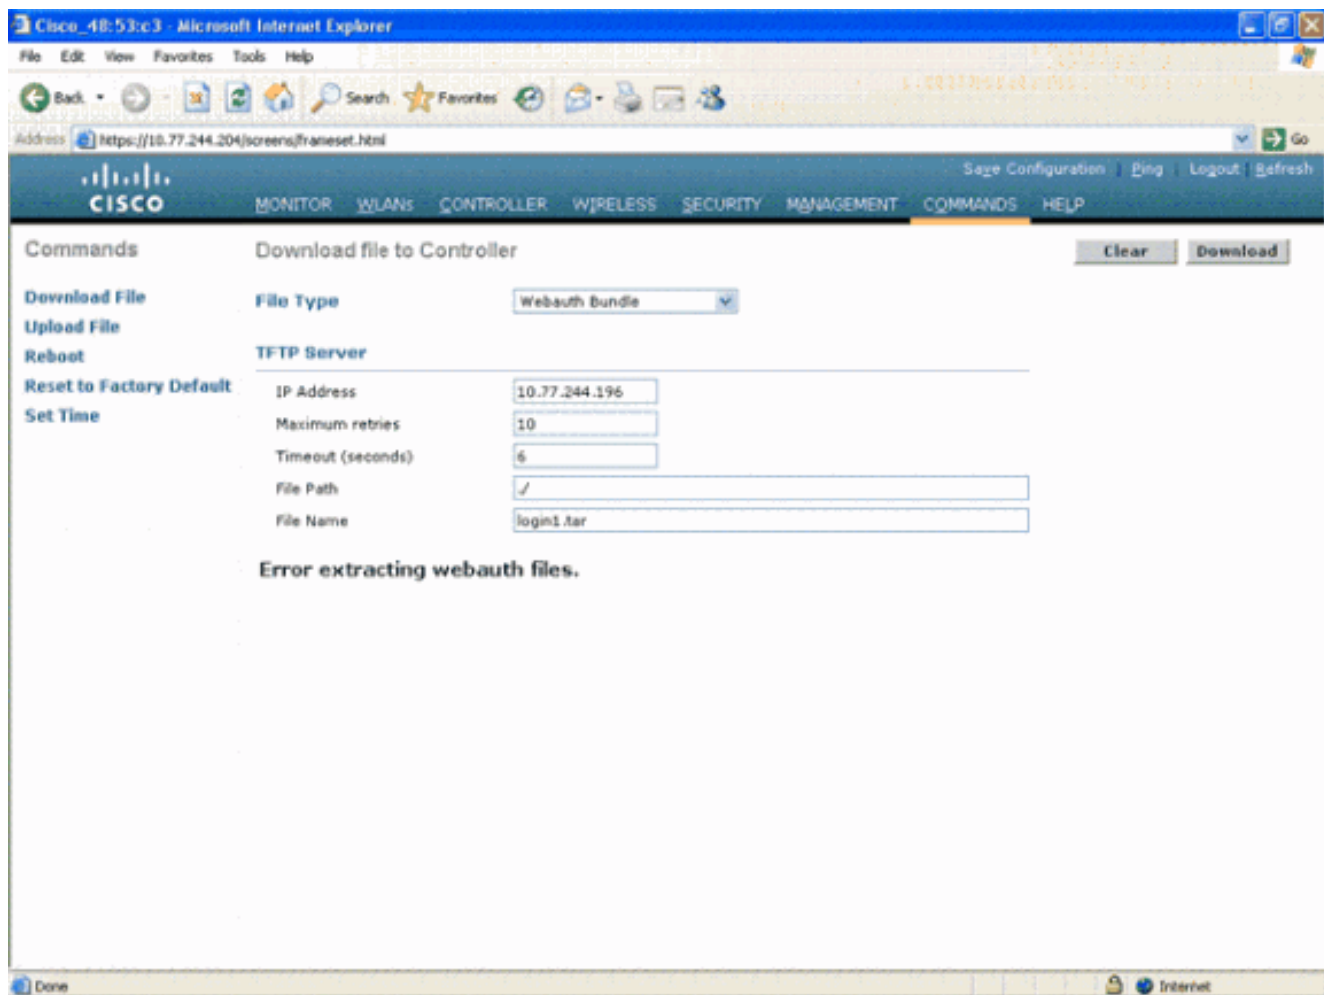 Cisco_48:53:c3 - Microsoft Internet Explorer
File Edit View Favorites Tools Help
Back Search Favorites
Address https://10.77.244.204/screens/frameset.html Go
Save Configuration Ping Logout Refresh
CISCO MONITOR WLANs CONTROLLER WIRELESS SECURITY MANAGEMENT COMMANDS HELP
Commands
Download File
Upload File
Reboot
Reset to Factory Default
Set Time
Download file to Controller Clear Download
File Type Webauth Bundle
TFTP Server
IP Address 10.77.244.196
Maximum retries 10
Timeout (seconds) 6
File Path ./
File Name login1.tar
Error extracting webauth files.
Done Internet